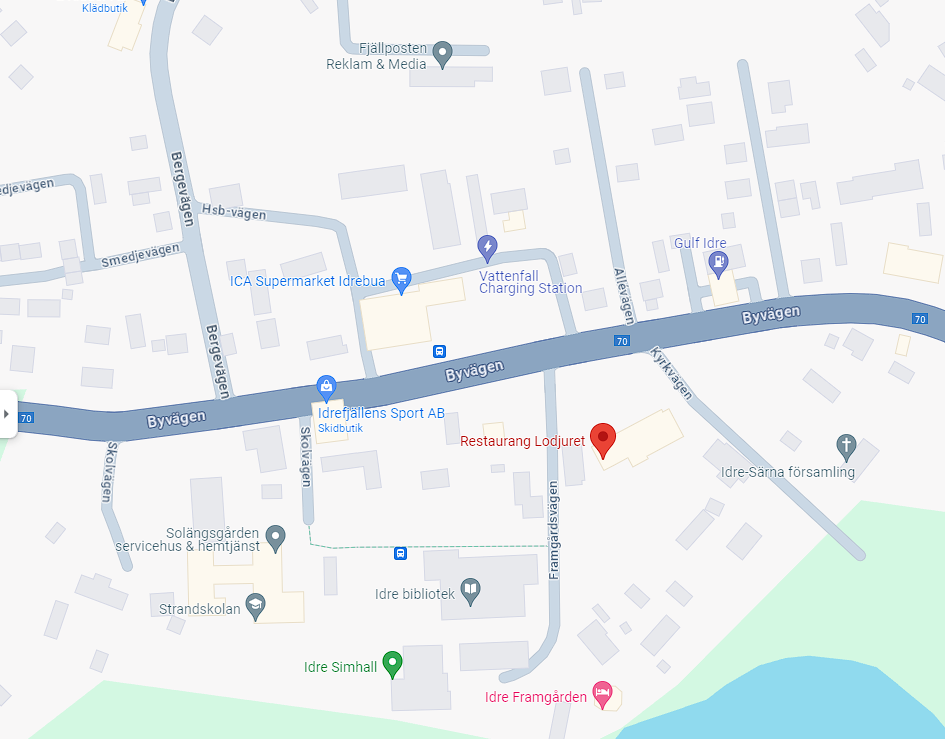 Klädbutik
Fjällposten
Reklam & Media
Bergevägen
Smedjevägen
Hsb-vägen
Smedjevägen
Gulf Idre
ICA Supermarket Idrebua
Vattenfall
Charging Station
Allévägen
Byvägen
70
70
Bergevägen
Kyrkvägen
Byvägen
Idrefjällens Sport AB
Skidbutik
70
Byvägen
Restaurang Lodjuret
Skolvägen
Skolvägen
Idre-Särna församling
Framgårdsvägen
Solängsgården
servicehus & hemtjänst
Idre bibliotek
Strandskolan
Idre Simhall
Idre Framgården